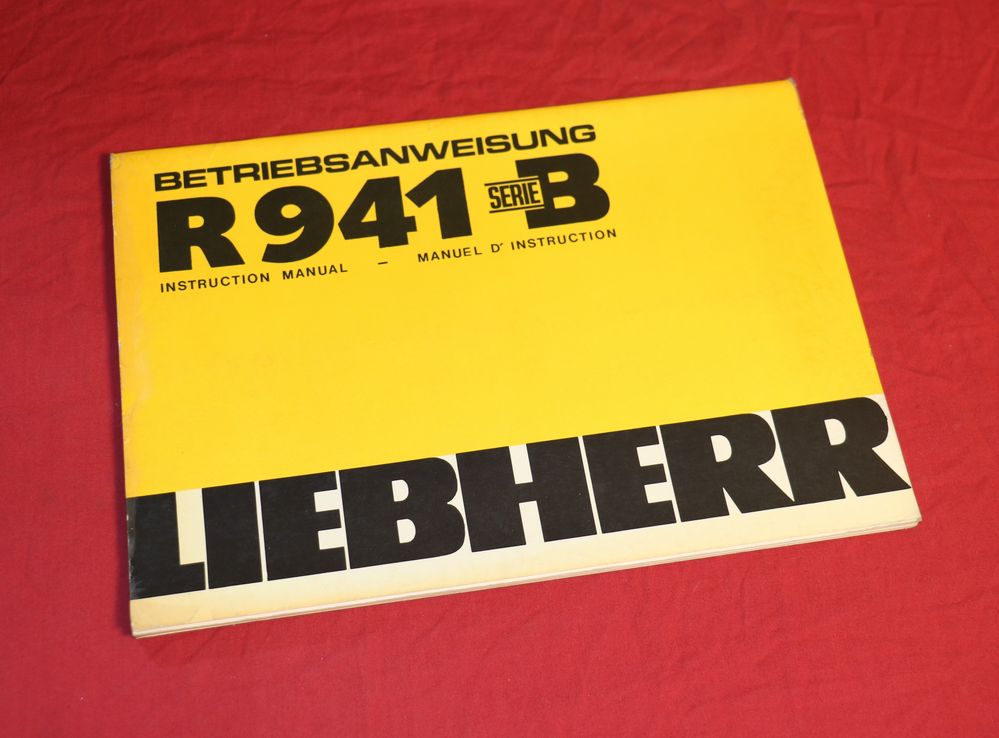 BETRIEBSANWEISUNG
R 941 SERIE B
INSTRUCTION MANUAL – MANUEL D' INSTRUCTION
LIEBHERR